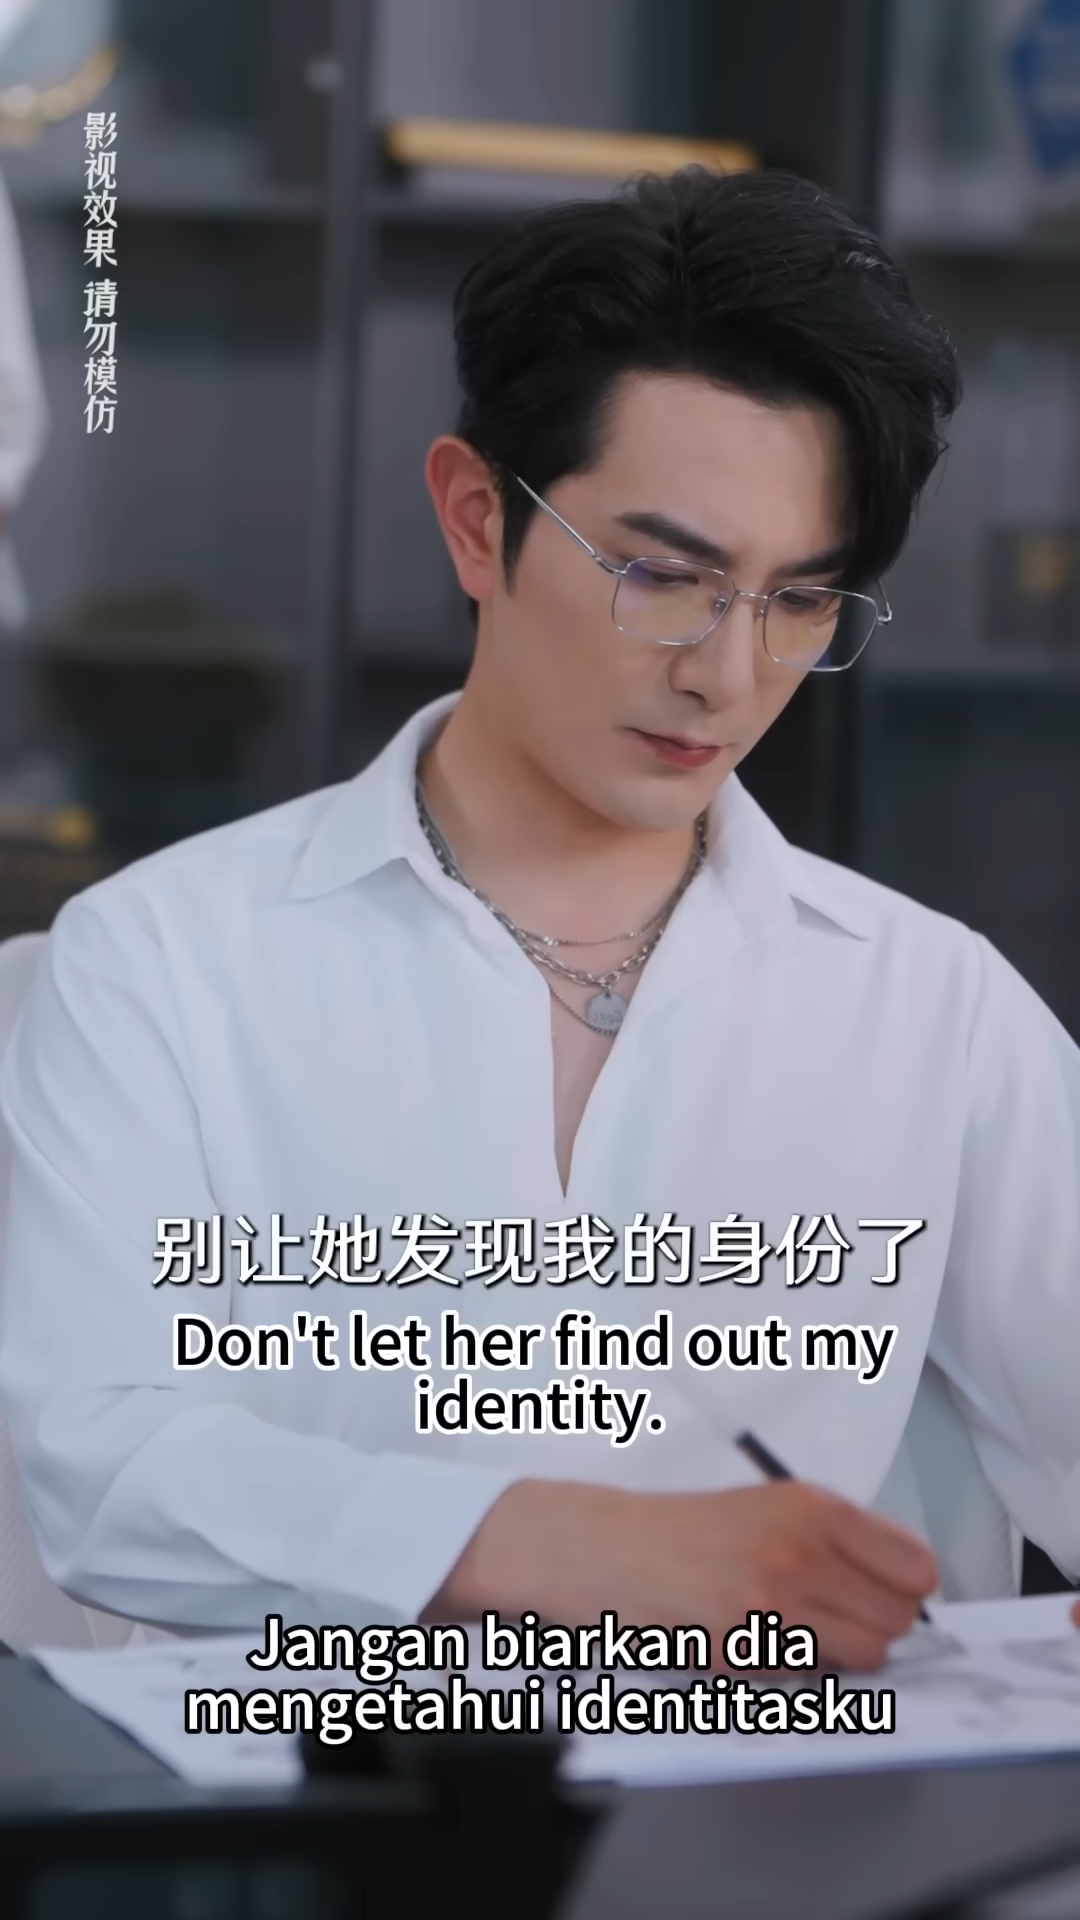 影视效果 请勿模仿
别让她发现我的身份了
Don't let her find out my
identity.
Jangan biarkan dia
mengetahui identitasku